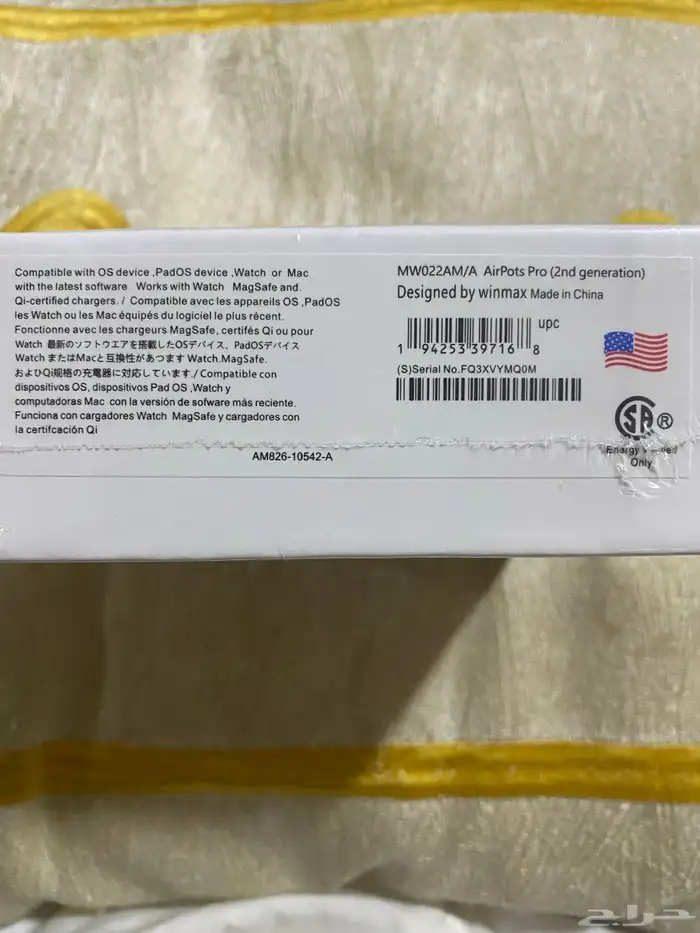 Compatible with OS device ,PadOS device ,Watch or Mac
with the latest software Works with Watch MagSafe and.
Qi-certified chargers. / Compatible avec les appareils OS ,PadOS
les Watch ou les Mac équipés du logiciel le plus récent.
Fonctionne avec les chargeurs MagSafe, certifés Qi ou pour
Watch 最新のソフトウエアを搭載したOSデバイス、PadOSデバイス
Watch またはMacと互換性があつます Watch.MagSafe.
およひQi规格の充電器に対応しています./ Compatible con
dispositivos OS, dispositivos Pad OS ,Watch y
computadoras Mac con la versión de sofware más reciente.
Funciona con cargadores Watch MagSafe y cargadores con
la certifcación Qi
AM826-10542-A
MW022AM/A AirPots Pro (2nd generation)
Designed by winmax Made in China
upc
1 94253 39716 8
(S)Serial No.FQ3XVYMQ0M
SA ®
Energy
Only
حراج